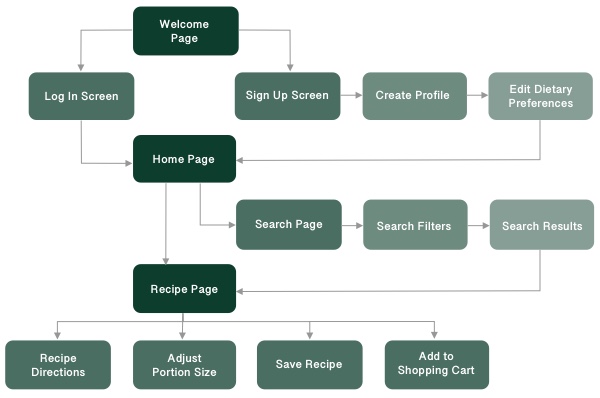 Welcome
Page
Log In Screen
Sign Up Screen
Create Profile
Edit Dietary
Preferences
Home Page
Search Page
Search Filters
Search Results
Recipe Page
Recipe
Directions
Adjust
Portion Size
Save Recipe
Add to
Shopping Cart